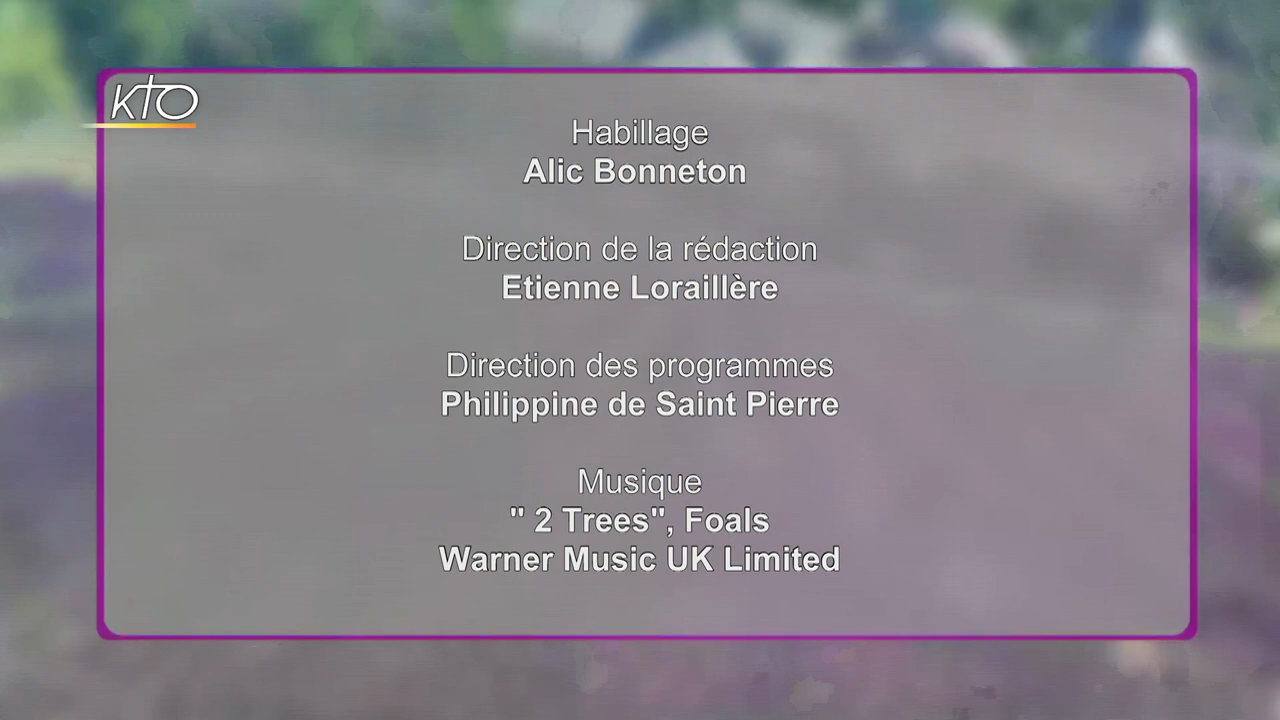 KTO
Habillage
Alic Bonneton
Direction de la rédaction
Etienne Loraillère
Direction des programmes
Philippine de Saint Pierre
Musique
" 2 Trees", Foals
Warner Music UK Limited